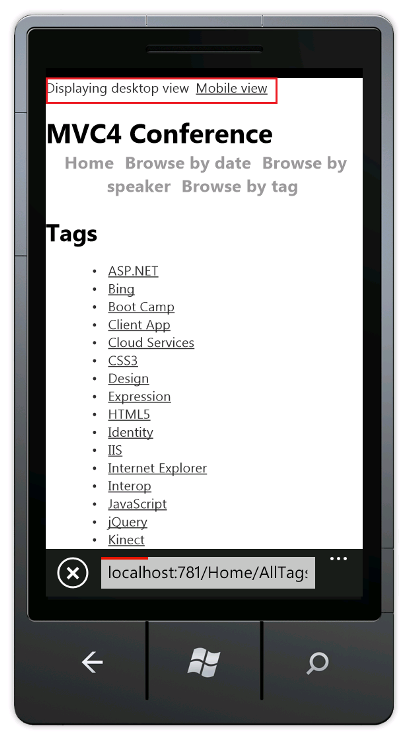 Displaying desktop view Mobile view
MVC4 Conference
Home Browse by date Browse by
speaker Browse by tag
Tags
• ASP.NET
• Bing
• Boot Camp
• Client App
• Cloud Services
• CSS3
• Design
• Expression
• HTML5
• Identity
• IIS
• Internet Explorer
• Interop
• JavaScript
• jQuery
• Kinect
localhost:781/Home/AllTags